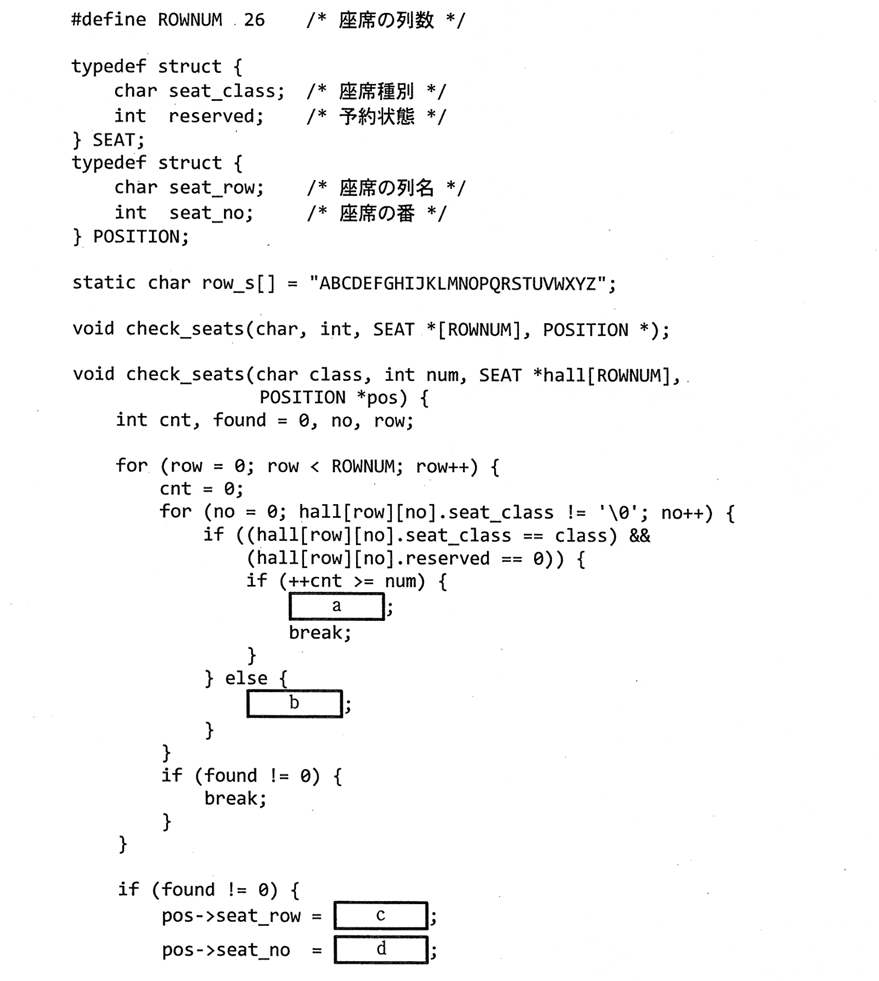 #define ROWNUM 26 /* 座席の列数 */
typedef struct {
char seat_class; /* 座席種別 */
int reserved; /* 予約状態 */
} SEAT;
typedef struct {
char seat_row; /* 座席の列名 */
int seat_no; /* 座席の番 */
} POSITION;
static char row_s[] = "ABCDEFGHIJKLMNOPQRSTUVWXYZ";
void check_seats(char, int, SEAT *[ROWNUM], POSITION *);
void check_seats(char class, int num, SEAT *hall[ROWNUM],
POSITION *pos) {
int cnt, found = 0, no, row;
for (row = 0; row < ROWNUM; row++) {
cnt = 0;
for (no = 0; hall[row][no].seat_class != '\0'; no++) {
if ((hall[row][no].seat_class == class) &&
(hall[row][no].reserved == 0)) {
if (++cnt >= num) {
a ;
break;
}
} else {
b ;
}
}
if (found != 0) {
break;
}
}
if (found != 0) {
pos->seat_row = c ;
pos->seat_no = d ;